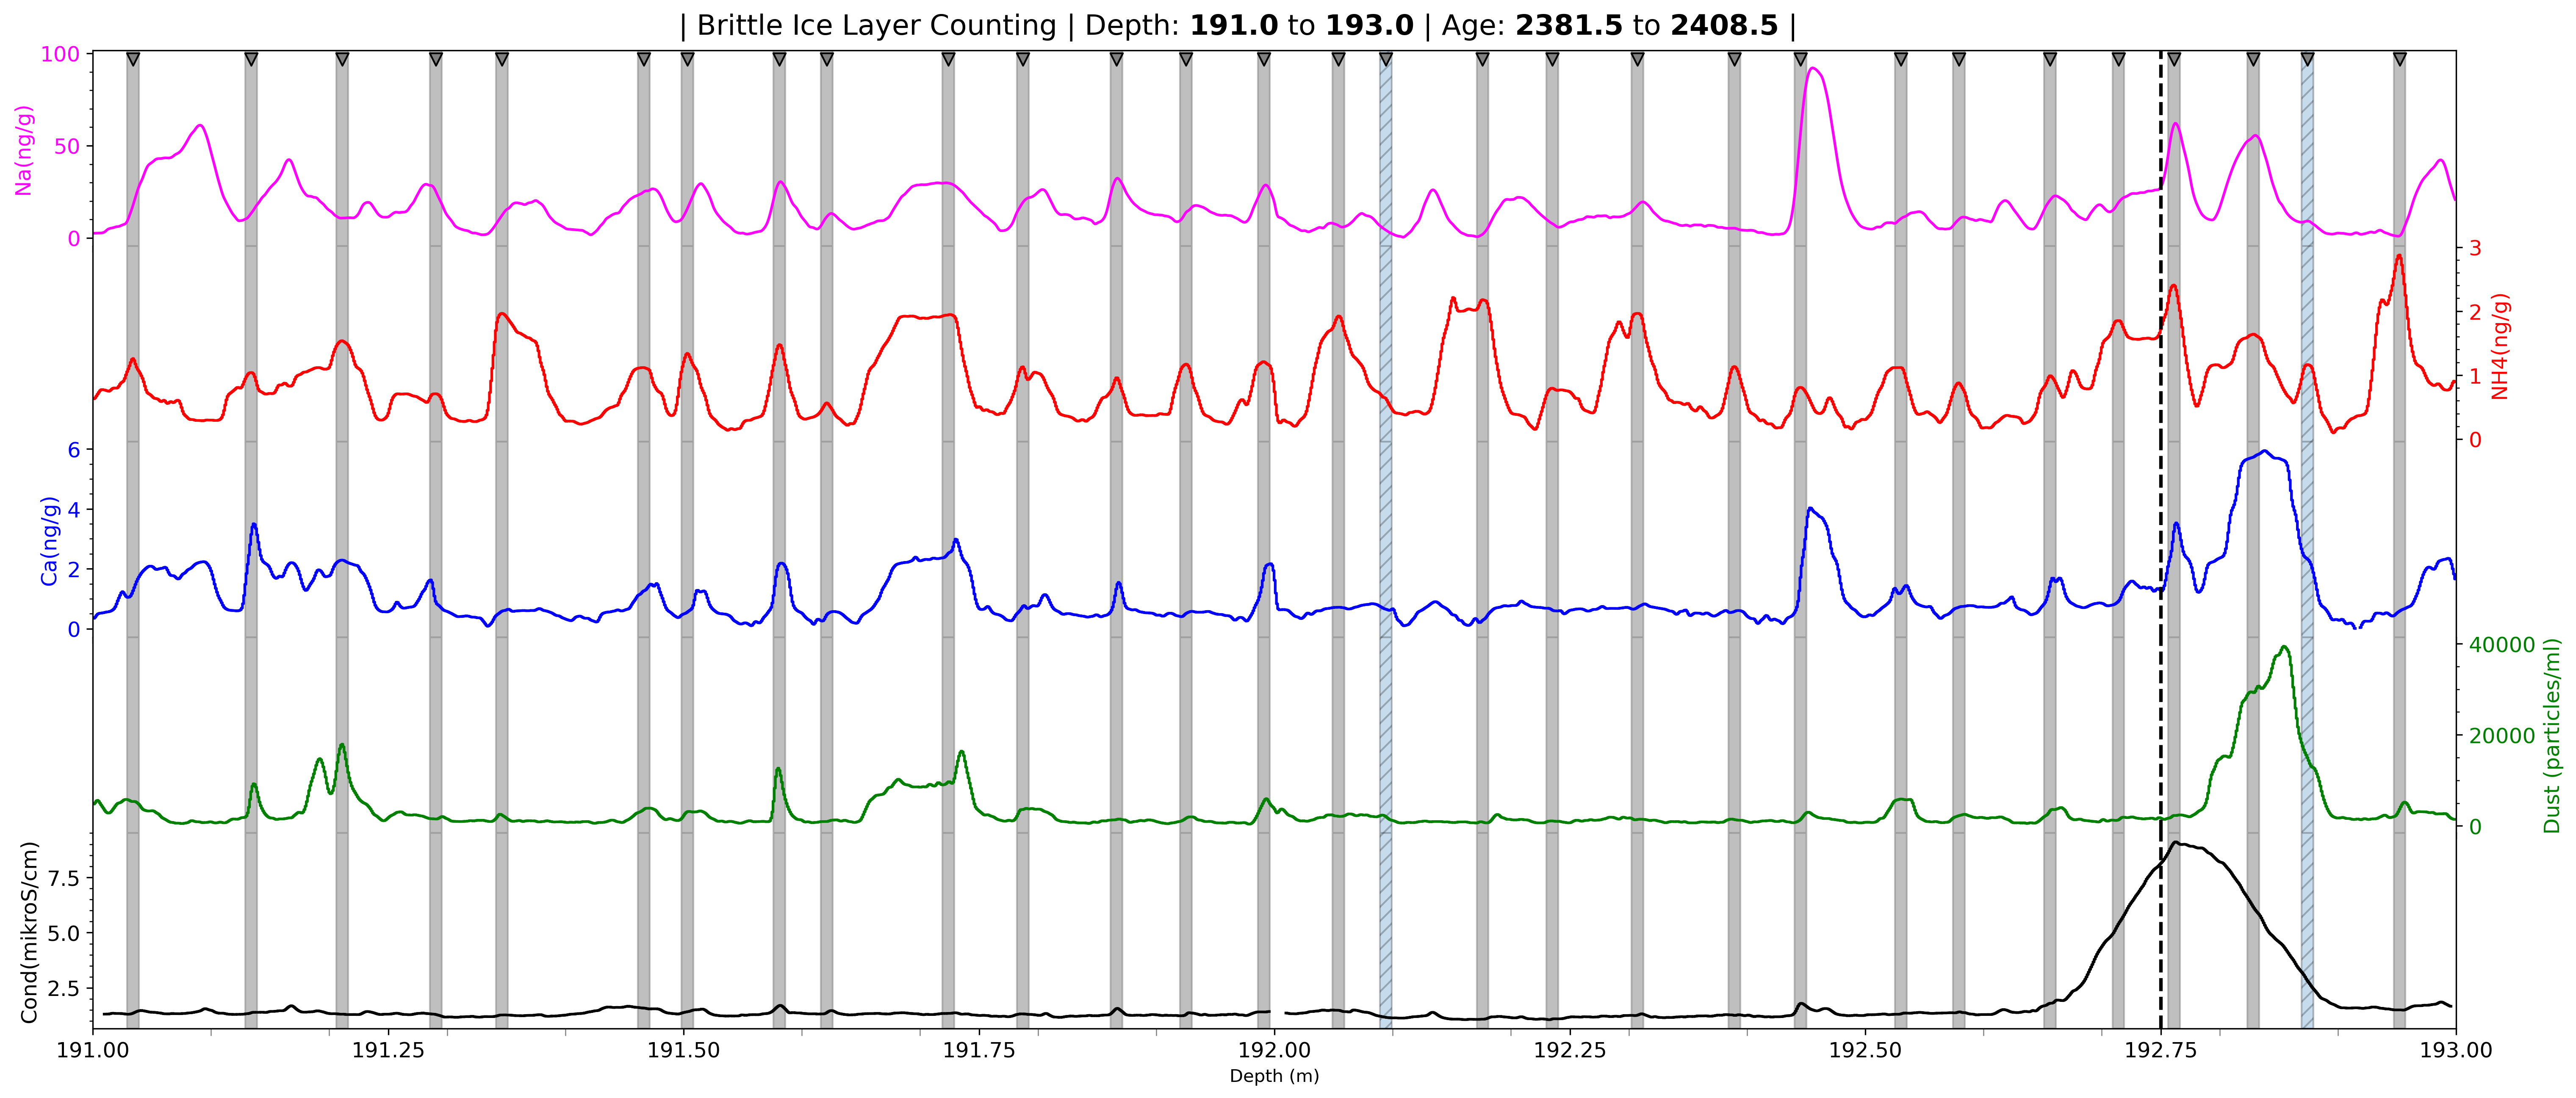 | Brittle Ice Layer Counting | Depth: 191.0 to 193.0 | Age: 2381.5 to 2408.5 |
100
50
0
Na(ng/g)
3
2
1
0
NH4(ng/g)
6
4
2
0
Ca(ng/g)
40000
20000
0
Dust (particles/ml)
7.5
5.0
2.5
Cond(mikroS/cm)
191.00 191.25 191.50 191.75 192.00 192.25 192.50 192.75 193.00
Depth (m)